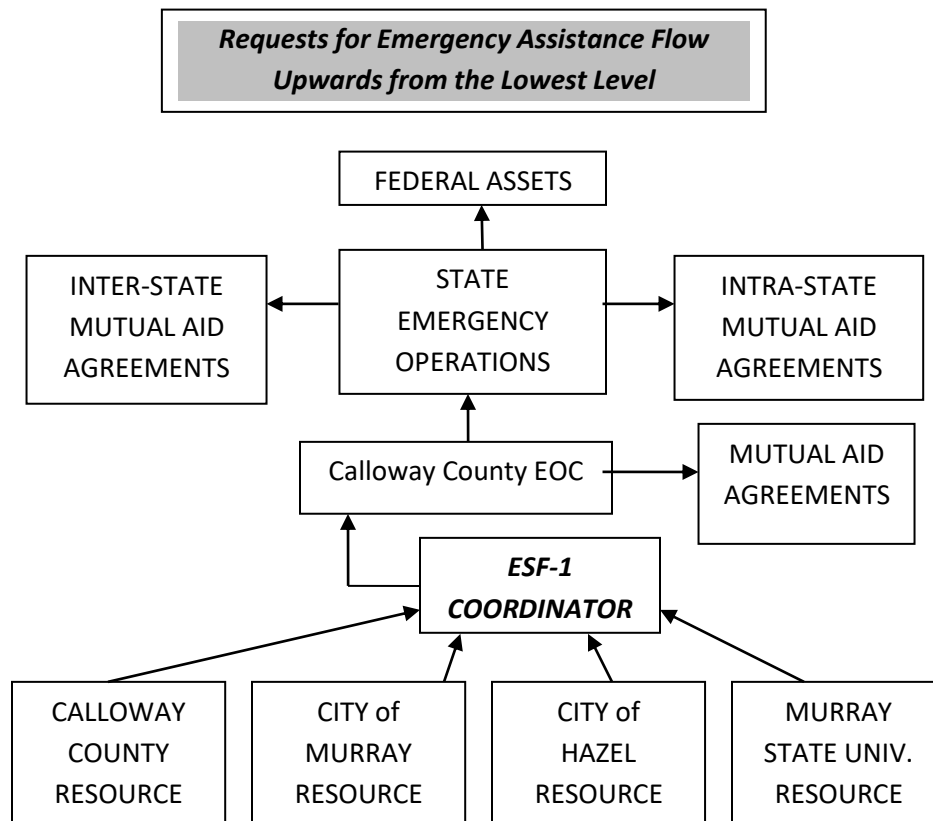 Requests for Emergency Assistance Flow
Upwards from the Lowest Level
FEDERAL ASSETS
INTER-STATE
MUTUAL AID
AGREEMENTS
STATE
EMERGENCY
OPERATIONS
INTRA-STATE
MUTUAL AID
AGREEMENTS
Calloway County EOC
MUTUAL AID
AGREEMENTS
ESF-1
COORDINATOR
CALLOWAY
COUNTY
RESOURCE
CITY of
MURRAY
RESOURCE
CITY of
HAZEL
RESOURCE
MURRAY
STATE UNIV.
RESOURCE